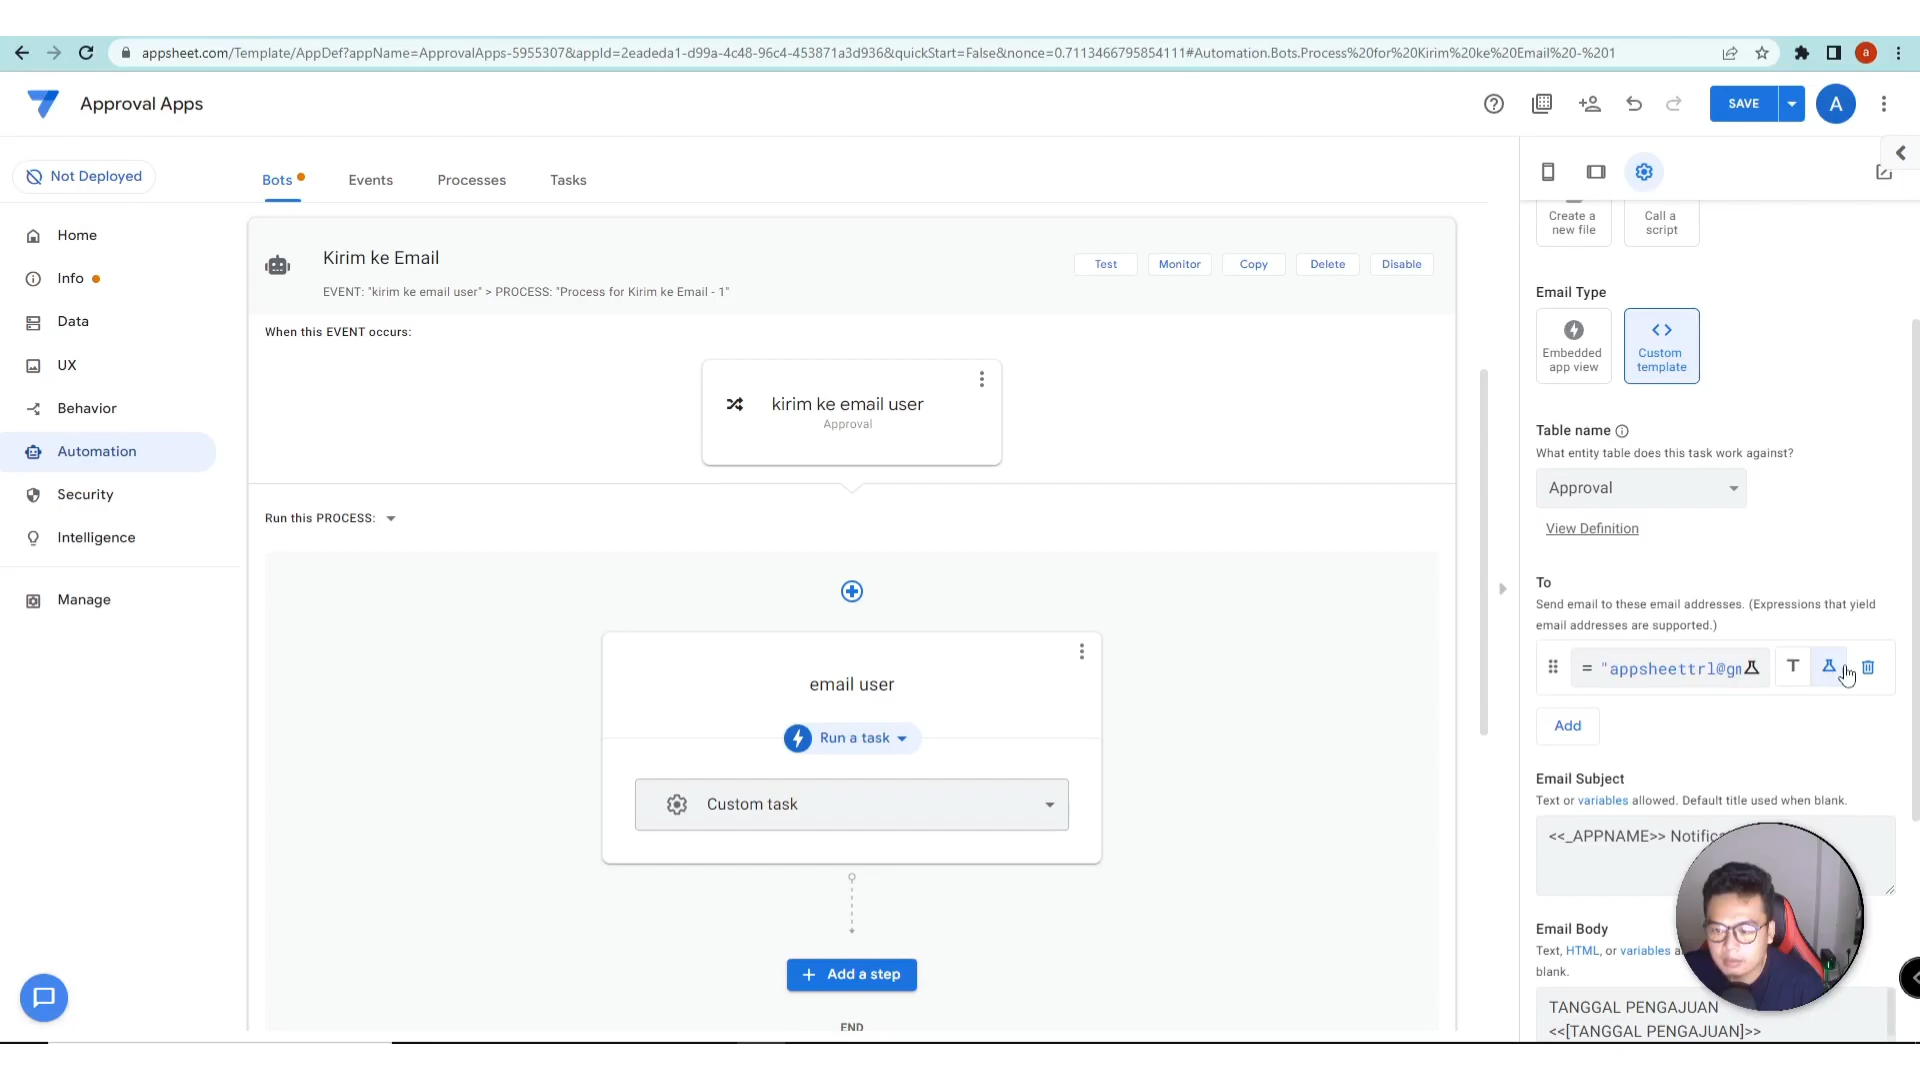 appsheet.com/Template/AppDef?appName=ApprovalApps-5955307&appId=2eadeda1-d99a-4c48-96c4-453871a3d936&quickStart=False&nonce=0.7113466795854111#Automation.Bots.Process%20for%20Kirim%20ke%20Email%20-%201
a
Approval Apps
SAVE
A
Not Deployed
Bots
Events
Processes
Tasks
Home
Info
Data
UX
Behavior
Automation
Security
Intelligence
Manage
Kirim ke Email
EVENT: "kirim ke email user" > PROCESS: "Process for Kirim ke Email - 1"
Test
Monitor
Copy
Delete
Disable
When this EVENT occurs:
kirim ke email user
Approval
Run this PROCESS:
email user
Run a task
Custom task
Add a step
END
Create a
new file
Call a
script
Email Type
Embedded
app view
Custom
template
Table name
What entity table does this task work against?
Approval
View Definition
To
Send email to these email addresses. (Expressions that yield
email addresses are supported.)
= "appsheettrl@gm
Add
Email Subject
Text or variables allowed. Default title used when blank.
<<_APPNAME>>
Email Body
Text, HTML, or variables
blank.
TANGGAL PENGAJUAN
<<[TANGGAL PENGAJUAN]>>